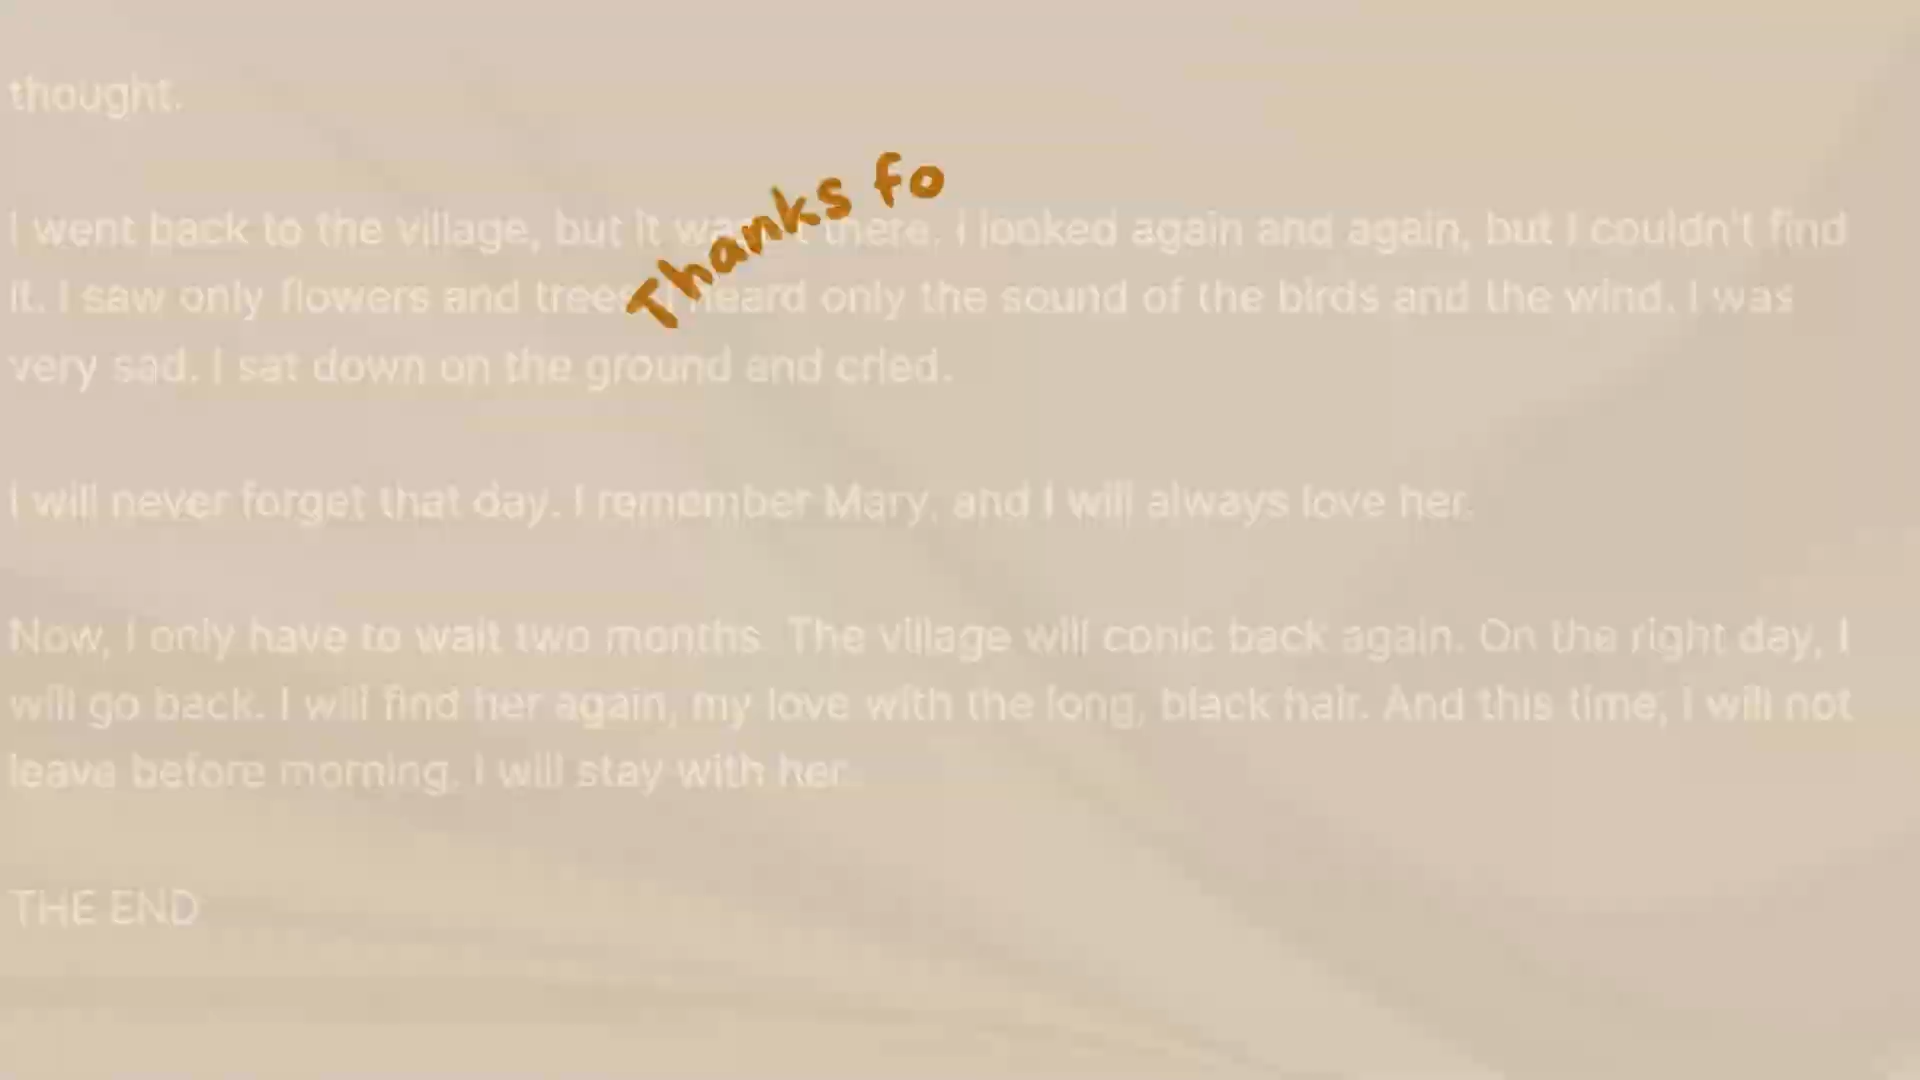 thought.
Thanks fo
I went back to the village, but it wa t there. I looked again and again, but I couldn't find
it. I saw only flowers and trees heard only the sound of the birds and the wind. I was
very sad. I sat down on the ground and cried.
I will never forget that day. I remember Mary, and I will always love her.
Now, I only have to wait two months. The village will conic back again. On the right day, I
will go back. I will find her again, my love with the long, black hair. And this time, I will not
leave before morning. I will stay with her.
THE END